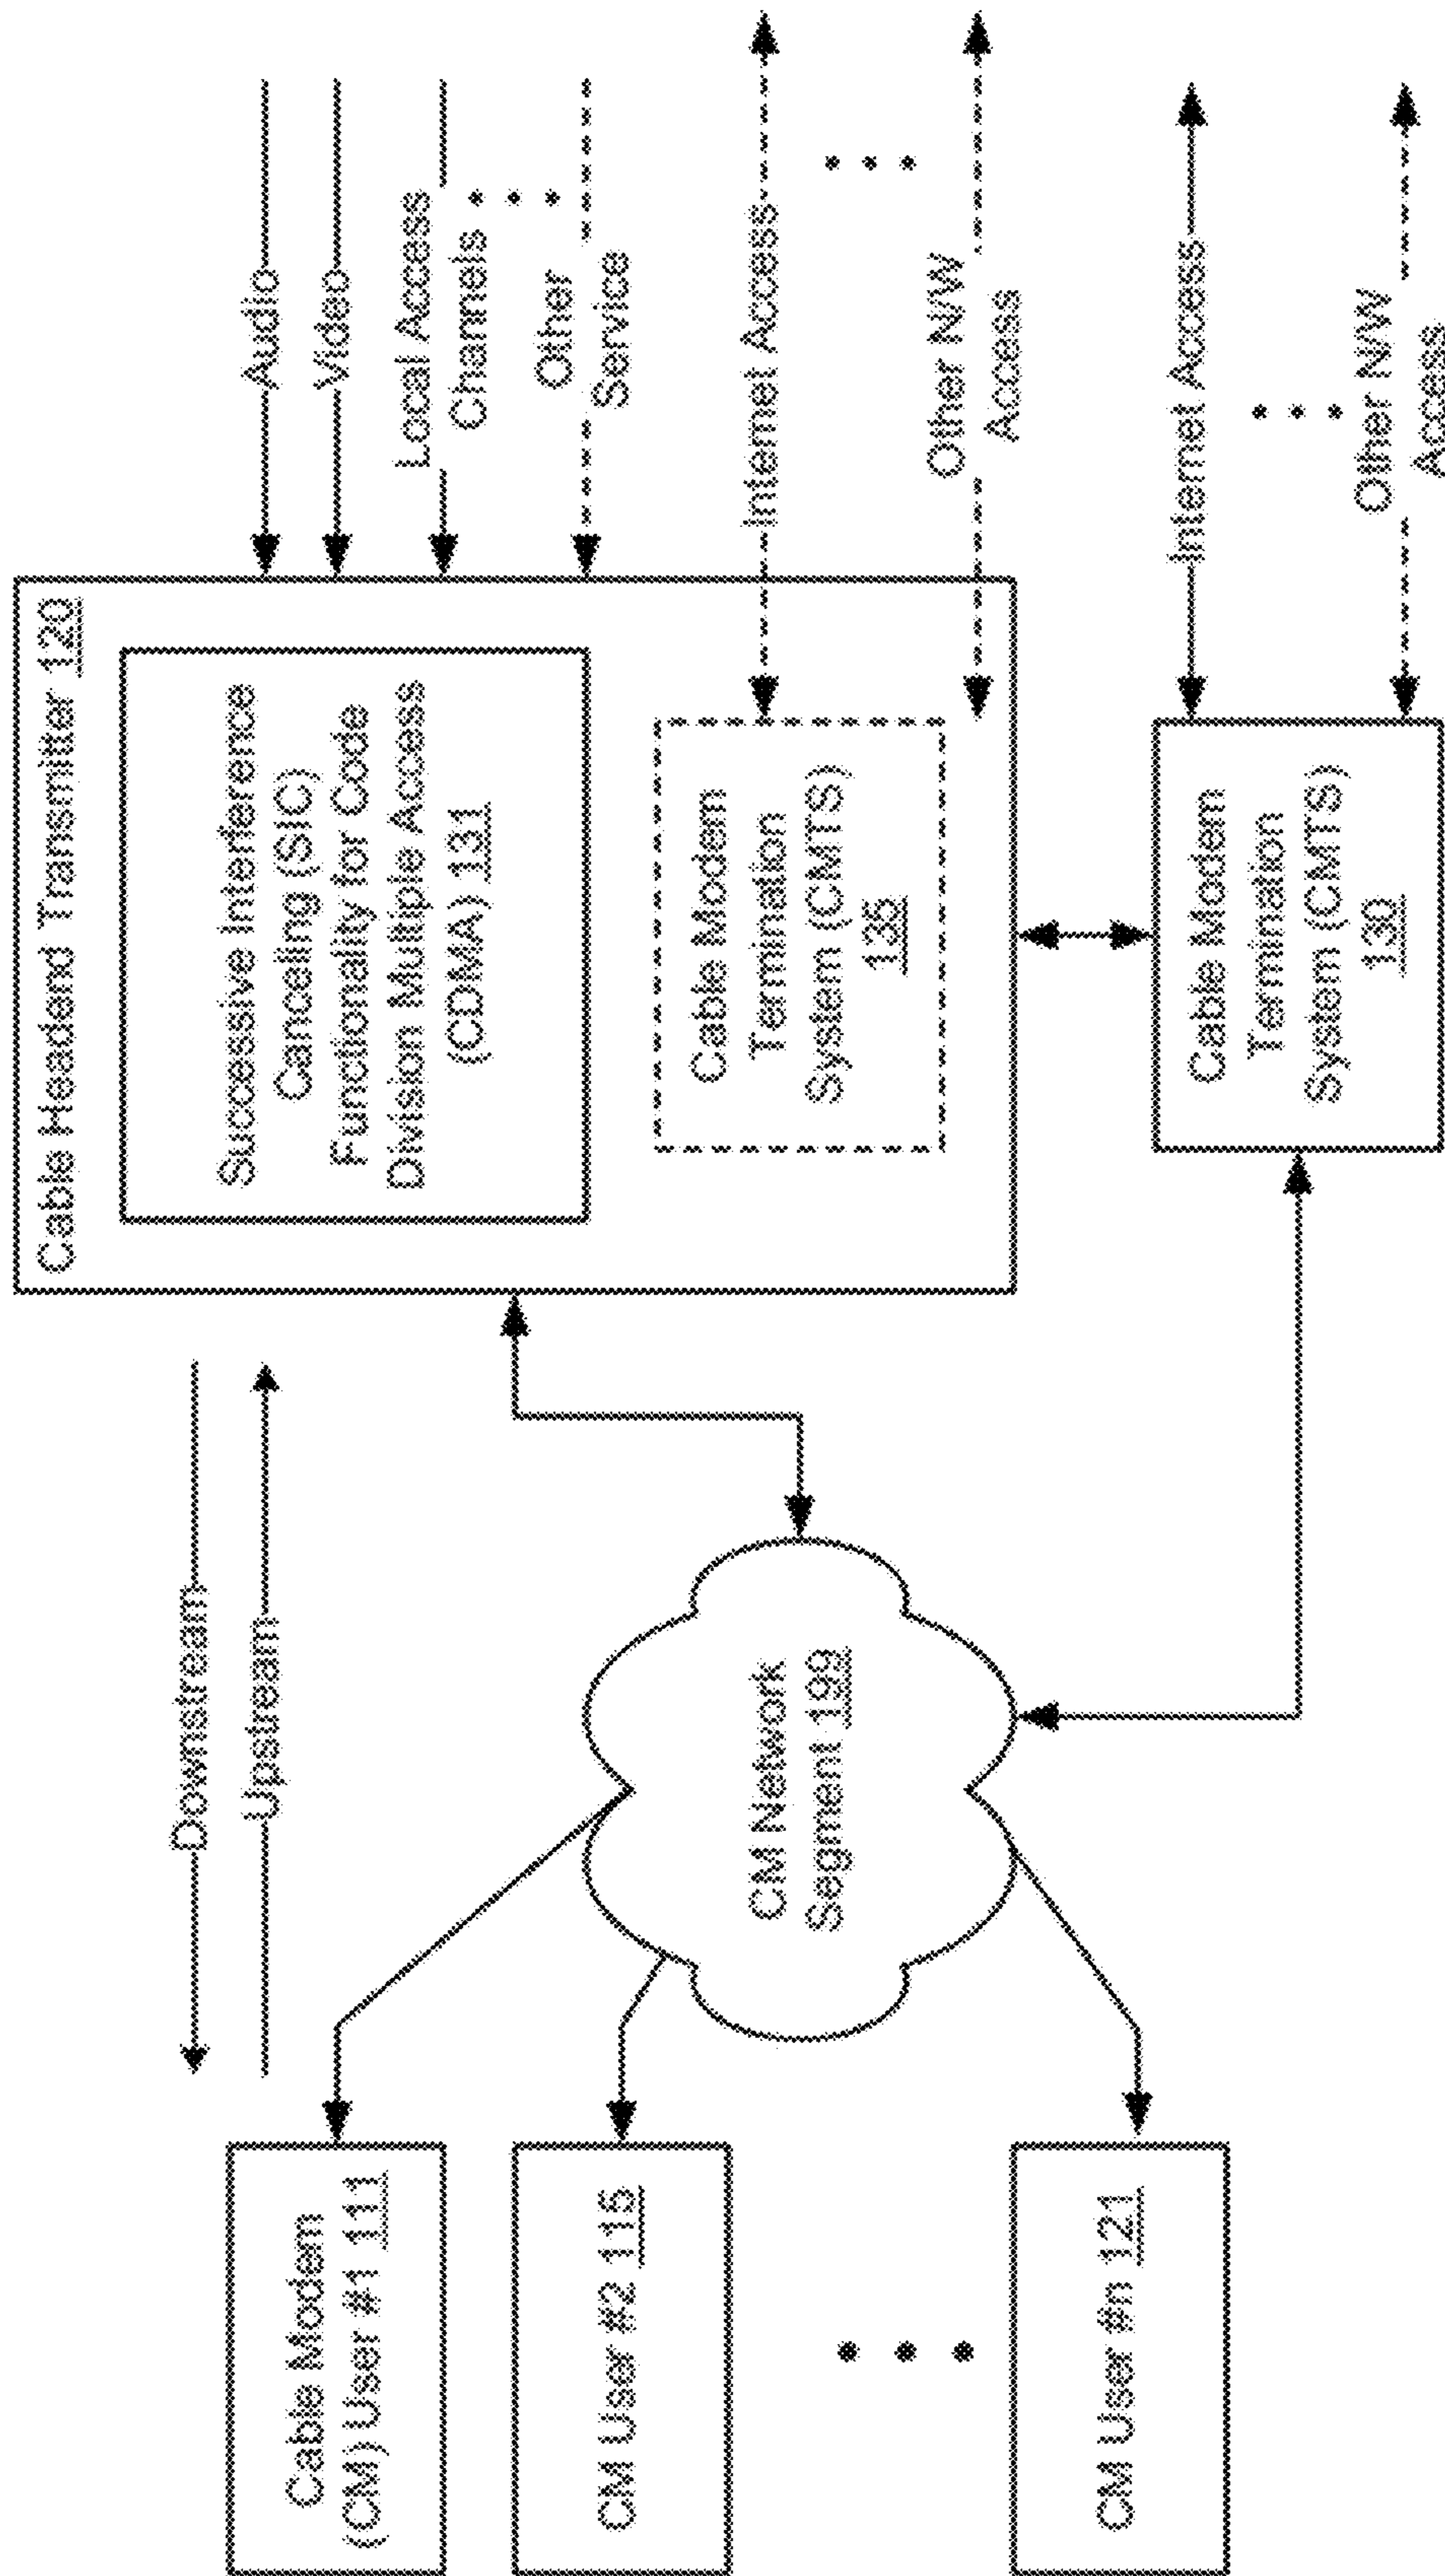 Downstream
Upstream
Cable Modem
(CM) User #1 111
CM User #2 115
CM User #n 121
CM Network
Segment 199
Cable Headend Transmitter 120
Successive Interference
Canceling (SIC)
Functionality for Code
Division Multiple Access
(CDMA) 131
Cable Modem
Termination
System (CMTS)
135
Cable Modem
Termination
System (CMTS)
130
Audio
Video
Local Access
Channels
Other
Service
Internet Access
Other N/W
Access
Internet Access
Other N/W
Access